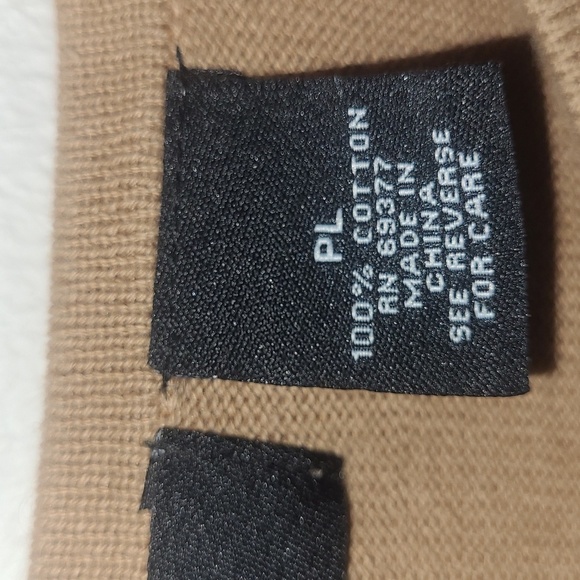 PL
100% COTTON
RN 69377
MADE IN
CHINA
SEE REVERSE
FOR CARE